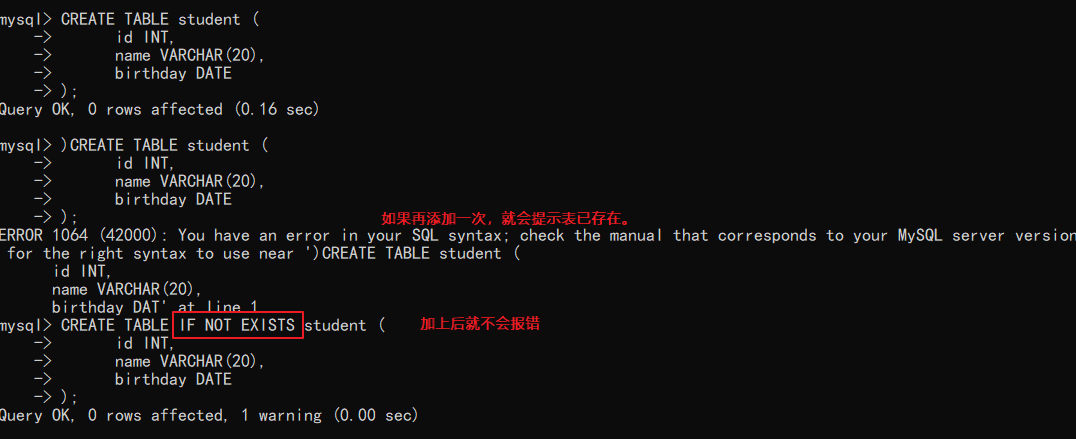 mysql> CREATE TABLE student (
    ->       id INT,
    ->       name VARCHAR(20),
    ->       birthday DATE
    -> );
Query OK, 0 rows affected (0.16 sec)
mysql> )CREATE TABLE student (
    ->       id INT,
    ->       name VARCHAR(20),
    ->       birthday DATE
    -> );
如果再添加一次，就会提示表已存在。
ERROR 1064 (42000): You have an error in your SQL syntax; check the manual that corresponds to your MySQL server version
 for the right syntax to use near ')CREATE TABLE student (
      id INT,
      name VARCHAR(20),
      birthday DAT' at line 1
mysql> CREATE TABLE IF NOT EXISTS student ( 加上后就不会报错
    ->       id INT,
    ->       name VARCHAR(20),
    ->       birthday DATE
    -> );
Query OK, 0 rows affected, 1 warning (0.00 sec)